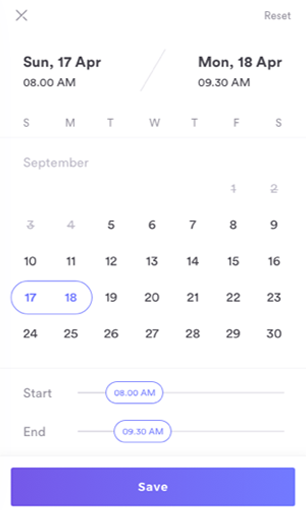 Reset
Sun, 17 Apr Mon, 18 Apr
08.00 AM 09.30 AM
S M T W T F S
September
1 2
3 4 5 6 7 8 9
10 11 12 13 14 15 16
17 18 19 20 21 22 23
24 25 26 27 28 29 30
Start 08.00 AM
End 09.30 AM
Save